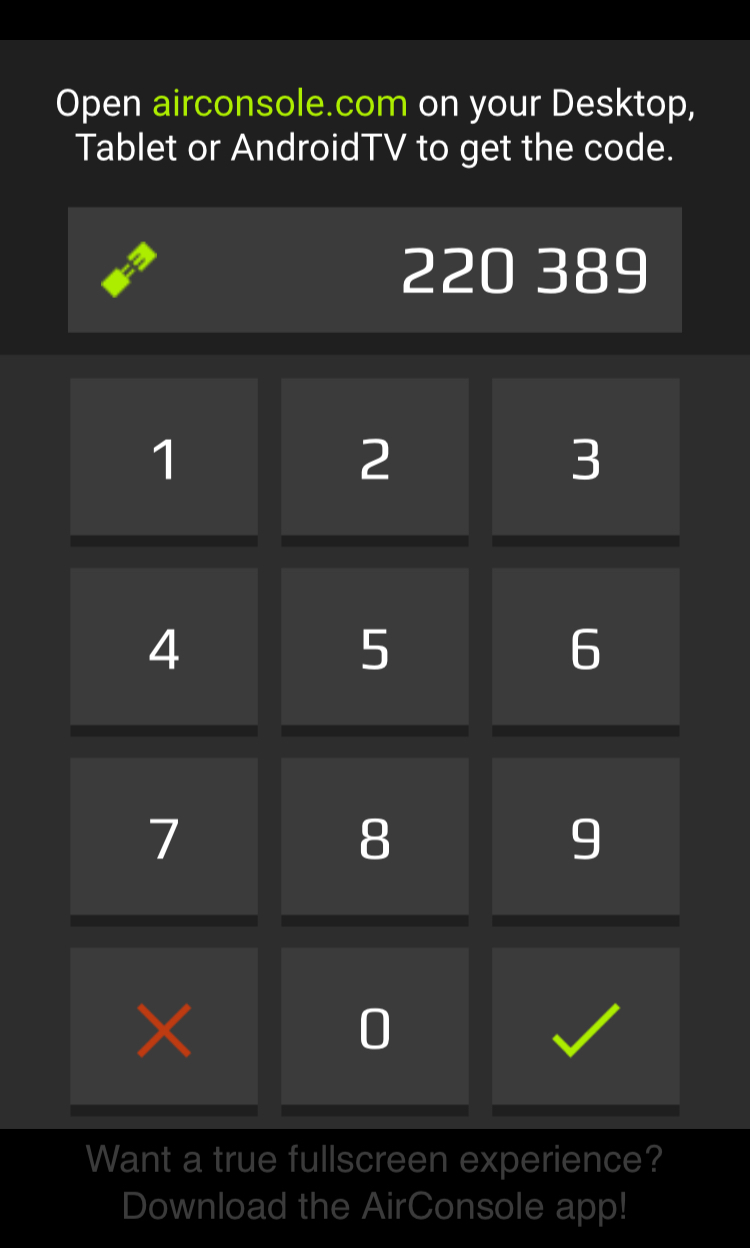 Open airconsole.com on your Desktop,
Tablet or AndroidTV to get the code.
220 389
1 2 3
4 5 6
7 8 9
0
Want a true fullscreen experience?
Download the AirConsole app!